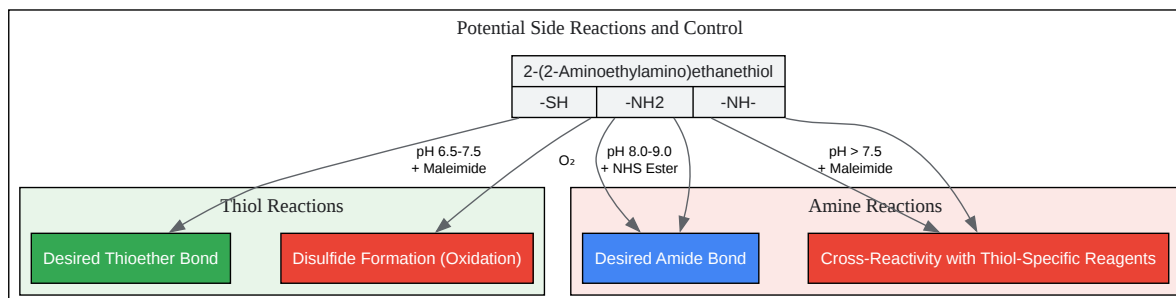 Potential Side Reactions and Control
2-(2-Aminoethylamino)ethanethiol
-SH
-NH2
-NH-
pH 6.5-7.5
+ Maleimide
O₂
pH 8.0-9.0
+ NHS Ester
pH > 7.5
+ Maleimide
Thiol Reactions
Amine Reactions
Desired Thioether Bond
Disulfide Formation (Oxidation)
Desired Amide Bond
Cross-Reactivity with Thiol-Specific Reagents